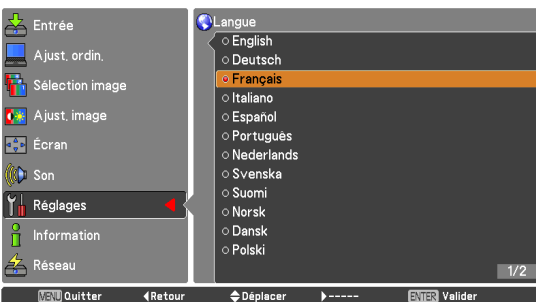 Entrée
Ajust. ordin.
Sélection image
Ajust. image
Écran
Son
Réglages
Information
Réseau
Langue
English
Deutsch
Français
Italiano
Español
Português
Nederlands
Svenska
Suomi
Norsk
Dansk
Polski
1/2
MENU Quitter Retour Déplacer ----- ENTER Valider